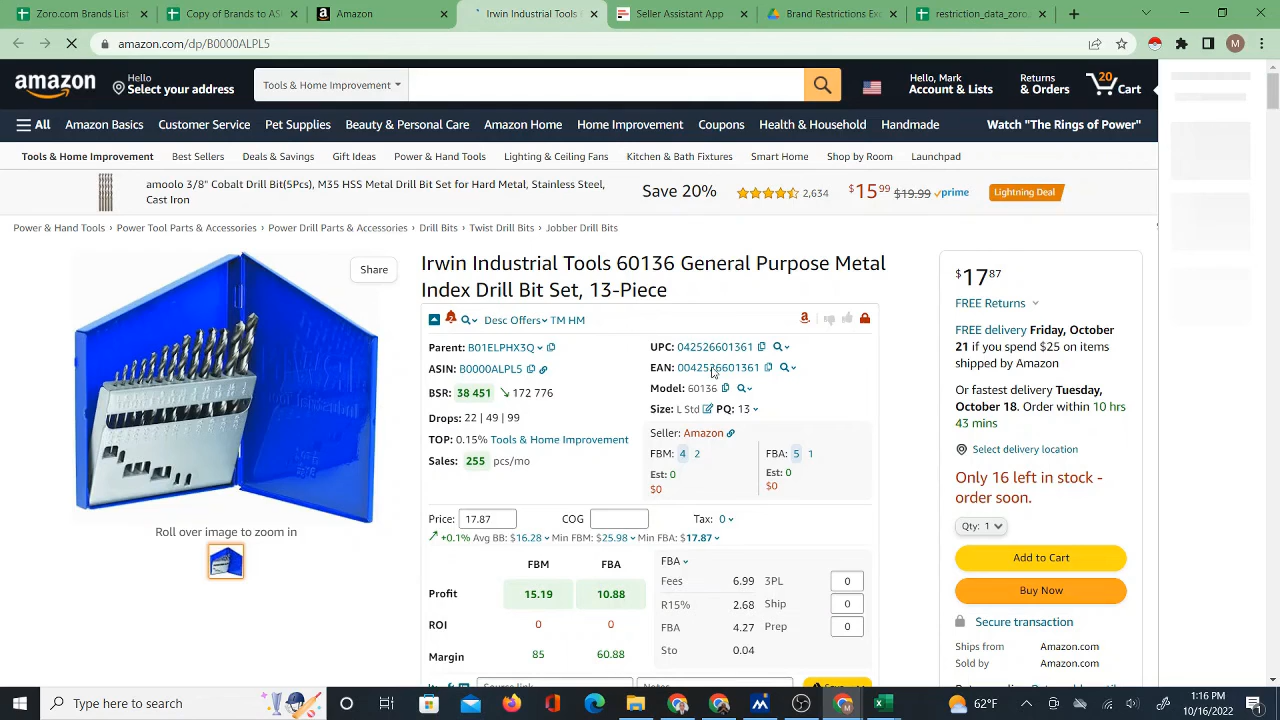 Zoro.com Brands List
Copy of Brands to AS
Amazon
Irwin Industrial Tools
Seller Assistant App
Brand Restrictions Exc
restriction_data_zoro.
amazon.com/dp/B0000ALPL5
M
amazon
Hello
Select your address
Tools & Home Improvement
Hello, Mark
Account & Lists
Returns
& Orders
20
Cart
All
Amazon Basics
Customer Service
Pet Supplies
Beauty & Personal Care
Amazon Home
Home Improvement
Coupons
Health & Household
Handmade
Watch "The Rings of Power"
Tools & Home Improvement
Best Sellers
Deals & Savings
Gift Ideas
Power & Hand Tools
Lighting & Ceiling Fans
Kitchen & Bath Fixtures
Smart Home
Shop by Room
Launchpad
amoolo 3/8" Cobalt Drill Bit(5Pcs), M35 HSS Metal Drill Bit Set for Hard Metal, Stainless Steel,
Cast Iron
Save 20%
2,634
$15⁹⁹ $19.99 prime
Lightning Deal
Power & Hand Tools › Power Tool Parts & Accessories › Power Drill Parts & Accessories › Drill Bits › Twist Drill Bits › Jobber Drill Bits
Share
Roll over image to zoom in
Irwin Industrial Tools 60136 General Purpose Metal
Index Drill Bit Set, 13-Piece
Desc Offers TM HM
Parent: B01ELPHX3Q
ASIN: B0000ALPL5
BSR: 38 451 ↘ 172 776
Drops: 22 | 49 | 99
TOP: 0.15% Tools & Home Improvement
Sales: 255 pcs/mo
UPC: 042526601361
EAN: 0042526601361
Model: 60136
Size: L Std PQ: 13
Seller: Amazon
FBM: 4 2
Est: 0
$0
FBA: 5 1
Est: 0
$0
Price: 17.87
COG
Tax: 0
+0.1% Avg BB: $16.28 Min FBM: $25.98 Min FBA: $17.87
FBM FBA
Profit 15.19 10.88
ROI 0 0
Margin 85 60.88
FBA
Fees 6.99 3PL 0
R15% 2.68 Ship 0
FBA 4.27 Prep 0
Sto 0.04
Source link
Notes
$17⁸⁷
FREE Returns
FREE delivery Friday, October
21 if you spend $25 on items
shipped by Amazon
Or fastest delivery Tuesday,
October 18. Order within 10 hrs
43 mins
Select delivery location
Only 16 left in stock -
order soon.
Qty: 1
Add to Cart
Buy Now
Secure transaction
Ships from Amazon.com
Sold by Amazon.com
Type here to search
62°F
1:16 PM
10/16/2022